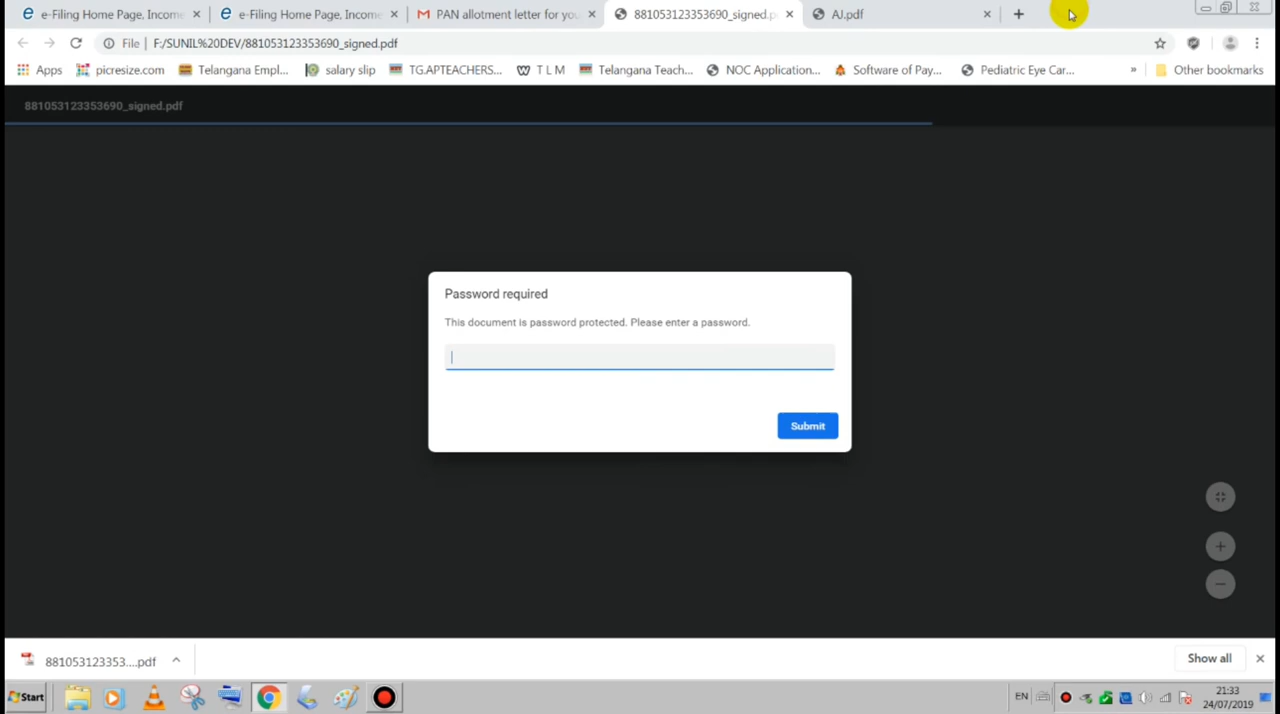 e-Filing Home Page, Income
e-Filing Home Page, Income
PAN allotment letter for you
881053123353690_signed.p
AJ.pdf
File | F:/SUNIL%20DEV/881053123353690_signed.pdf
Apps
picresize.com
Telangana Empl...
salary slip
TG.APTEACHERS...
T L M
Telangana Teach...
NOC Application...
Software of Pay...
Pediatric Eye Car...
»
Other bookmarks
881053123353690_signed.pdf
Password required
This document is password protected. Please enter a password.
Submit
881053123353....pdf
Show all
Start
EN
21:33
24/07/2019